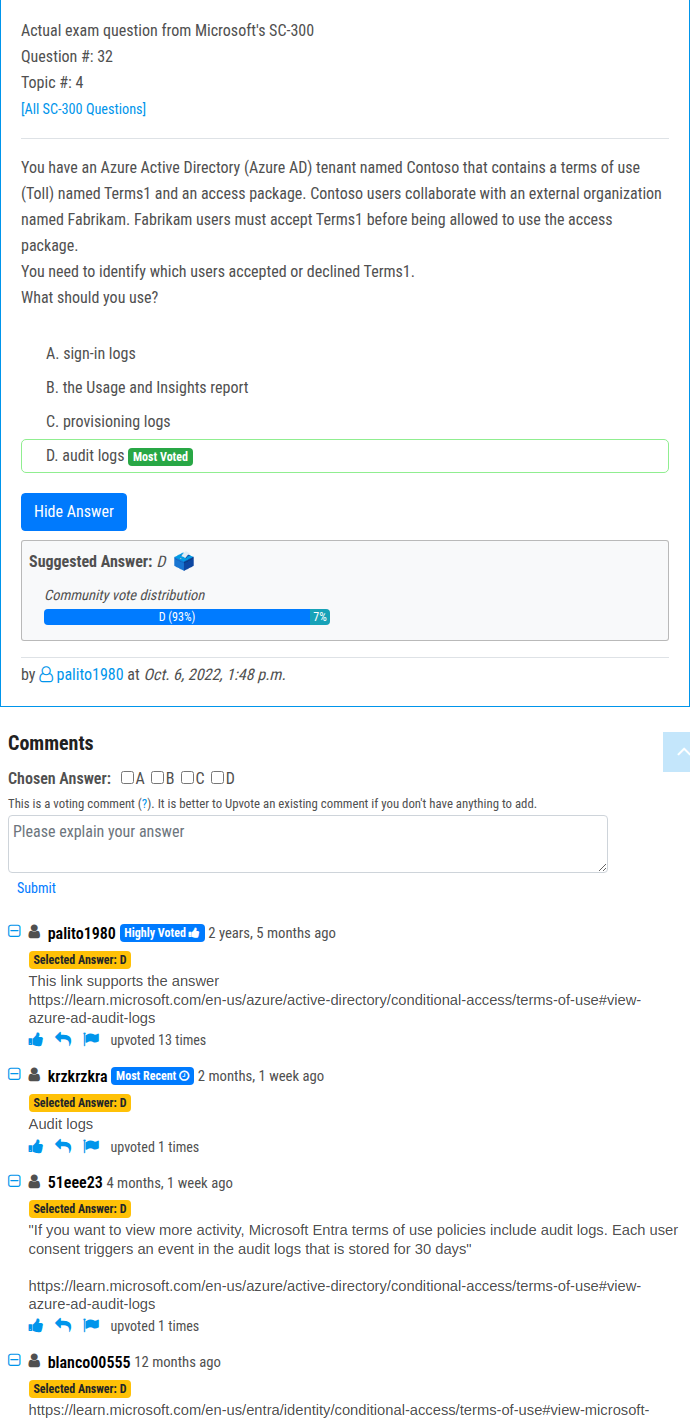 Actual exam question from Microsoft's SC-300
Question #: 32
Topic #: 4
[All SC-300 Questions]
You have an Azure Active Directory (Azure AD) tenant named Contoso that contains a terms of use
(Toll) named Terms1 and an access package. Contoso users collaborate with an external organization
named Fabrikam. Fabrikam users must accept Terms1 before being allowed to use the access
package.
You need to identify which users accepted or declined Terms1.
What should you use?
A. sign-in logs
B. the Usage and Insights report
C. provisioning logs
D. audit logs Most Voted
Hide Answer
Suggested Answer: D
Community vote distribution
D (93%) 7%
by palito1980 at Oct. 6, 2022, 1:48 p.m.
Comments
Chosen Answer: A B C D
This is a voting comment (?). It is better to Upvote an existing comment if you don't have anything to add.
Please explain your answer
Submit
palito1980 Highly Voted 2 years, 5 months ago
Selected Answer: D
This link supports the answer
https://learn.microsoft.com/en-us/azure/active-directory/conditional-access/terms-of-use#view-
azure-ad-audit-logs
upvoted 13 times
krzkrzkra Most Recent 2 months, 1 week ago
Selected Answer: D
Audit logs
upvoted 1 times
51eee23 4 months, 1 week ago
Selected Answer: D
"If you want to view more activity, Microsoft Entra terms of use policies include audit logs. Each user
consent triggers an event in the audit logs that is stored for 30 days"
https://learn.microsoft.com/en-us/azure/active-directory/conditional-access/terms-of-use#view-
azure-ad-audit-logs
upvoted 1 times
blanco00555 12 months ago
Selected Answer: D
https://learn.microsoft.com/en-us/entra/identity/conditional-access/terms-of-use#view-microsoft-